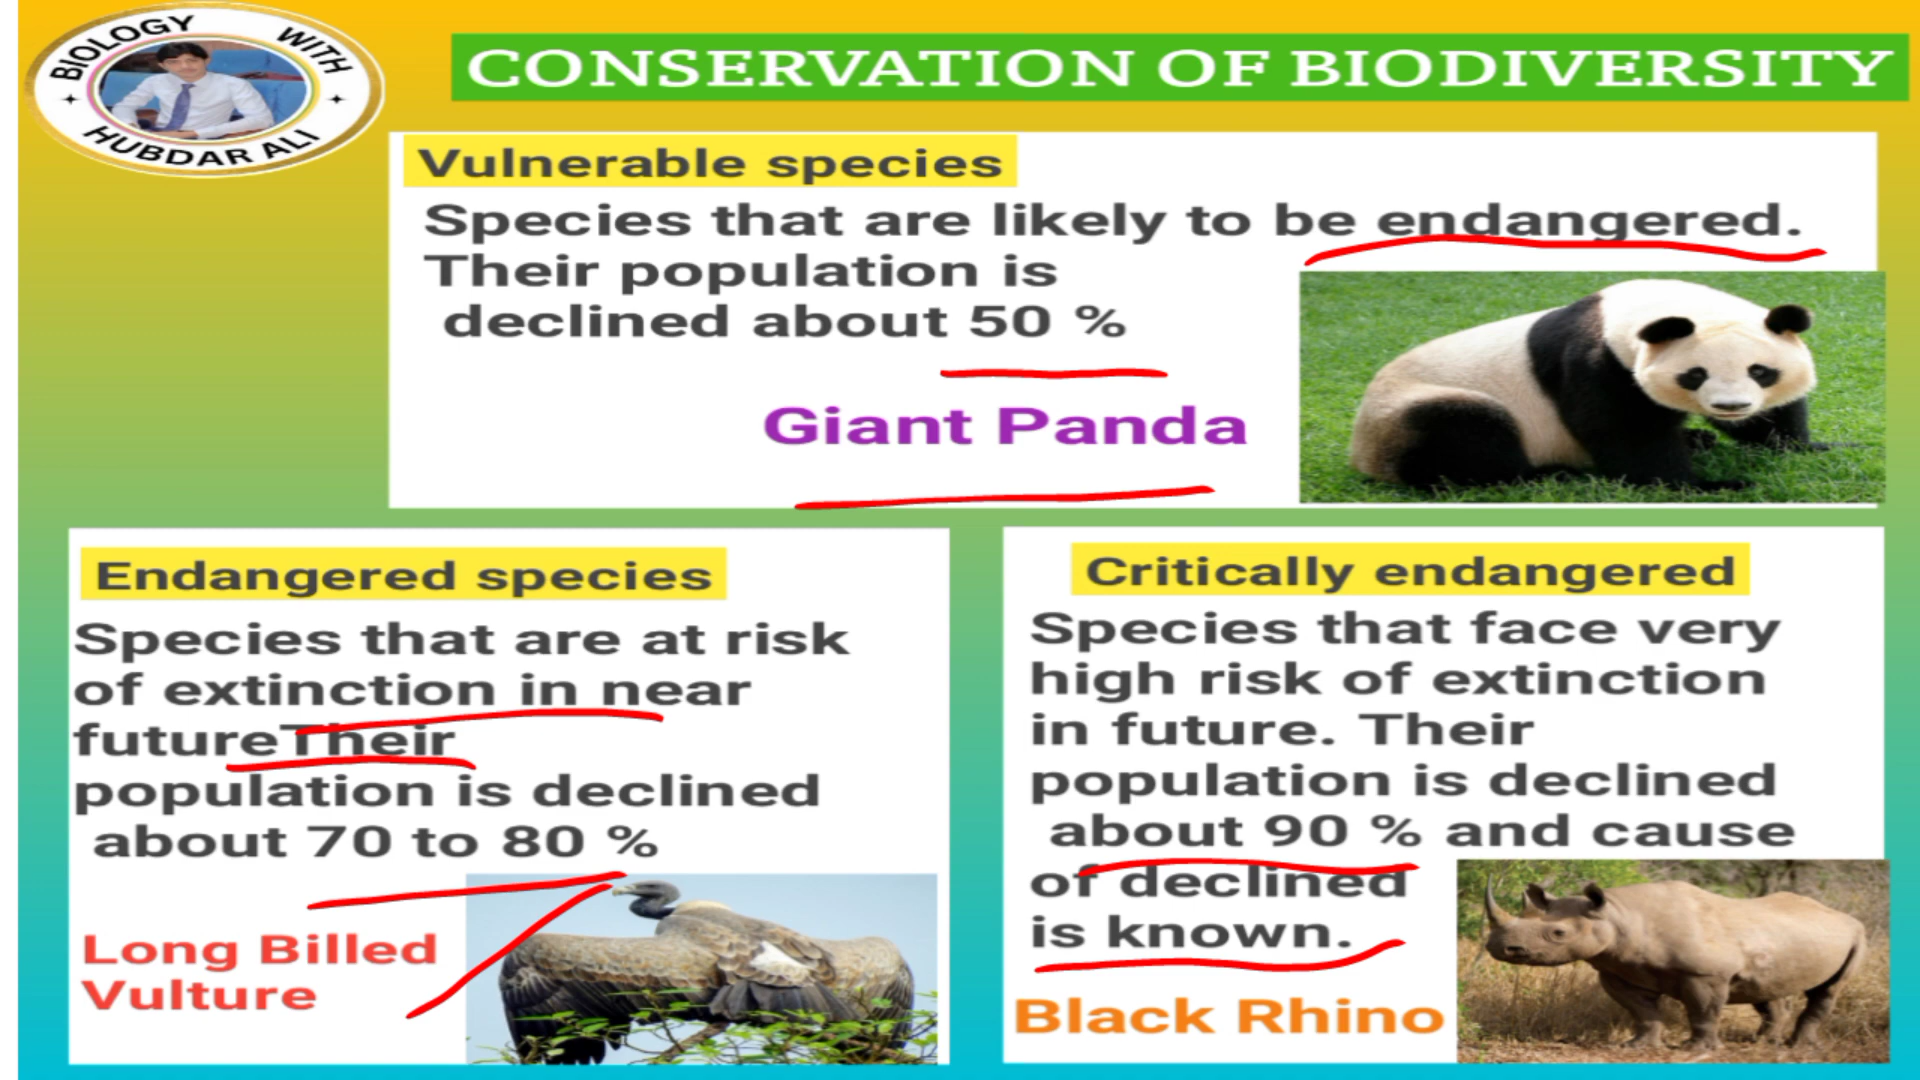 BIOLOGY WITH
HUBDAR ALI
CONSERVATION OF BIODIVERSITY
Vulnerable species
Species that are likely to be endangered.
Their population is
declined about 50 %
Giant Panda
Endangered species
Species that are at risk
of extinction in near
futureTheir
population is declined
about 70 to 80 %
Long Billed
Vulture
Critically endangered
Species that face very
high risk of extinction
in future. Their
population is declined
about 90 % and cause
of declined
is known.
Black Rhino